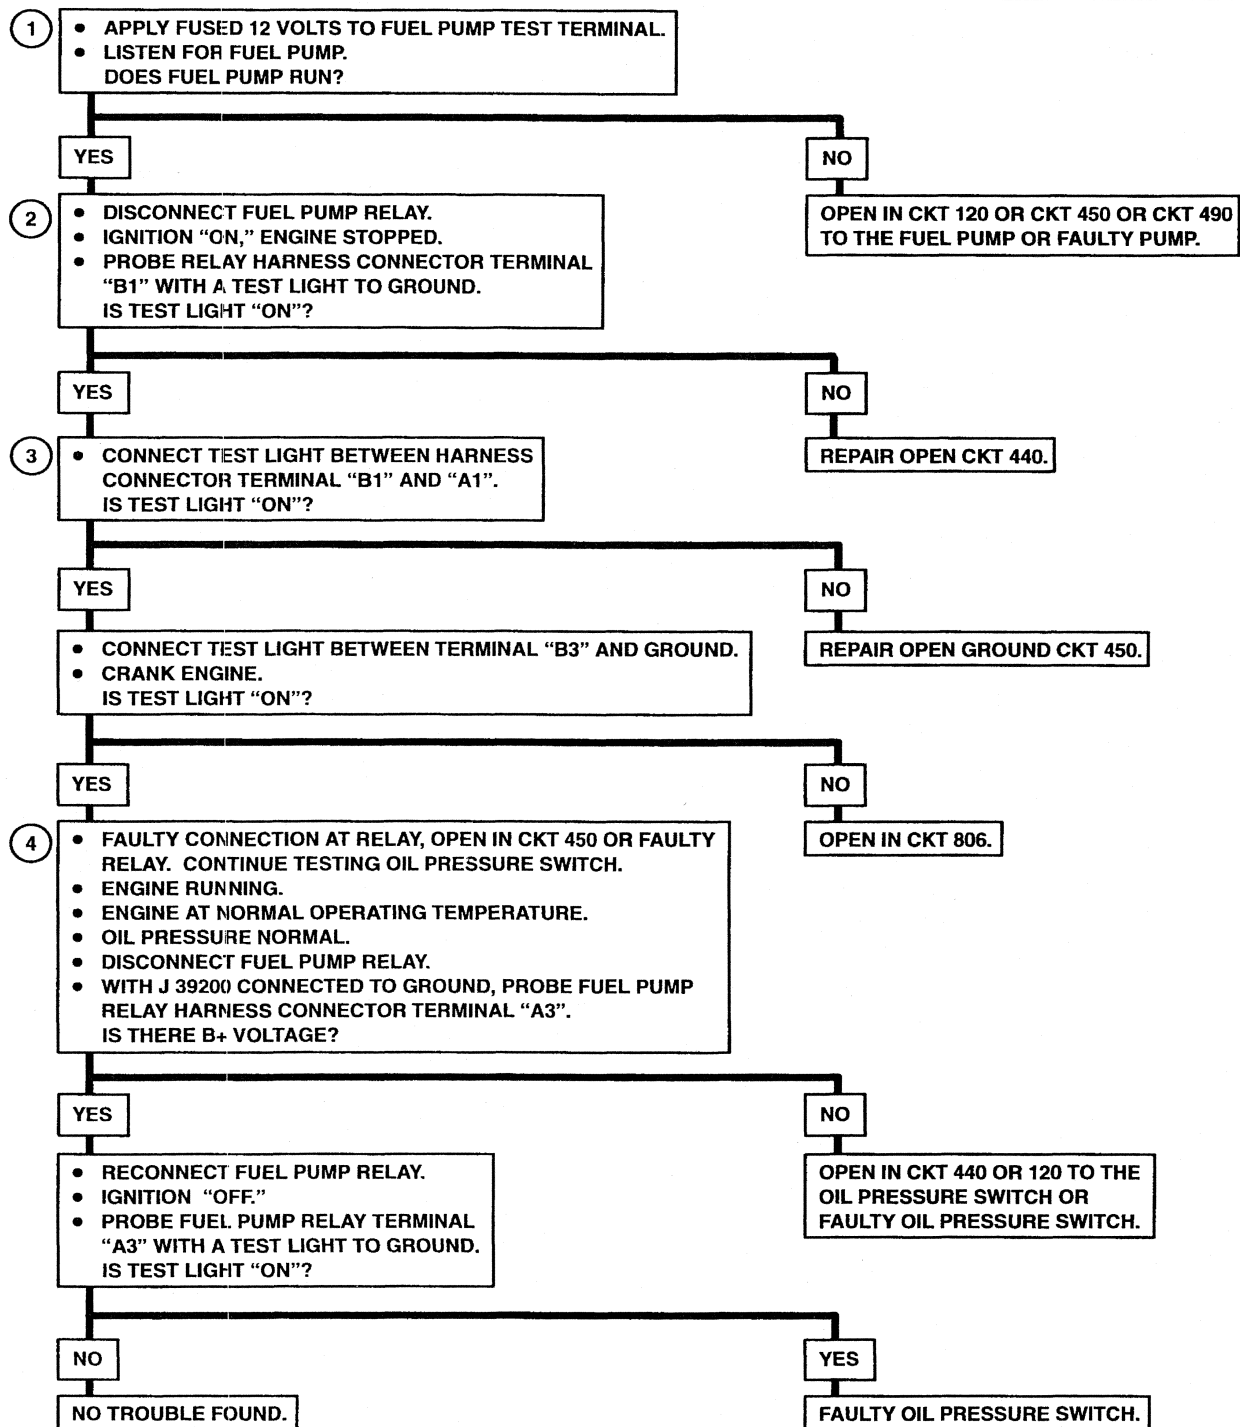 1
• APPLY FUSED 12 VOLTS TO FUEL PUMP TEST TERMINAL.
• LISTEN FOR FUEL PUMP.
DOES FUEL PUMP RUN?
YES
NO
2
• DISCONNECT FUEL PUMP RELAY.
• IGNITION “ON,” ENGINE STOPPED.
• PROBE RELAY HARNESS CONNECTOR TERMINAL
“B1” WITH A TEST LIGHT TO GROUND.
IS TEST LIGHT “ON”?
OPEN IN CKT 120 OR CKT 450 OR CKT 490
TO THE FUEL PUMP OR FAULTY PUMP.
YES
NO
3
• CONNECT TEST LIGHT BETWEEN HARNESS
CONNECTOR TERMINAL “B1” AND “A1”.
IS TEST LIGHT “ON”?
REPAIR OPEN CKT 440.
YES
NO
• CONNECT TEST LIGHT BETWEEN TERMINAL “B3” AND GROUND.
• CRANK ENGINE.
IS TEST LIGHT “ON”?
REPAIR OPEN GROUND CKT 450.
YES
NO
4
• FAULTY CONNECTION AT RELAY, OPEN IN CKT 450 OR FAULTY
RELAY. CONTINUE TESTING OIL PRESSURE SWITCH.
• ENGINE RUNNING.
• ENGINE AT NORMAL OPERATING TEMPERATURE.
• OIL PRESSURE NORMAL.
• DISCONNECT FUEL PUMP RELAY.
• WITH J 39200 CONNECTED TO GROUND, PROBE FUEL PUMP
RELAY HARNESS CONNECTOR TERMINAL “A3”.
IS THERE B+ VOLTAGE?
OPEN IN CKT 806.
YES
NO
• RECONNECT FUEL PUMP RELAY.
• IGNITION “OFF.”
• PROBE FUEL PUMP RELAY TERMINAL
“A3” WITH A TEST LIGHT TO GROUND.
IS TEST LIGHT “ON”?
OPEN IN CKT 440 OR 120 TO THE
OIL PRESSURE SWITCH OR
FAULTY OIL PRESSURE SWITCH.
NO
YES
NO TROUBLE FOUND.
FAULTY OIL PRESSURE SWITCH.